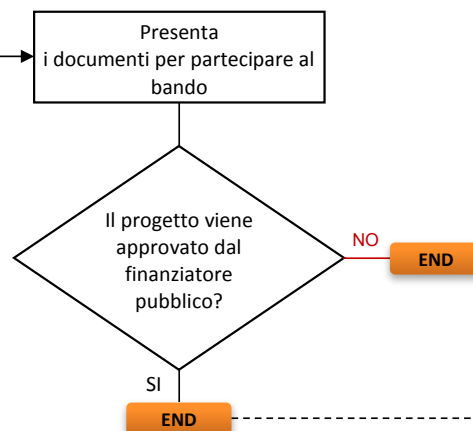 Presenta
i documenti per partecipare al
bando
Il progetto viene
approvato dal
finanziatore
pubblico?
NO
END
SI
END